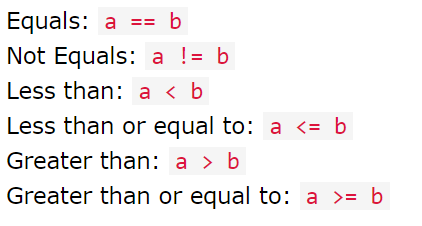 Equals: a == b
Not Equals: a != b
Less than: a < b
Less than or equal to: a <= b
Greater than: a > b
Greater than or equal to: a >= b